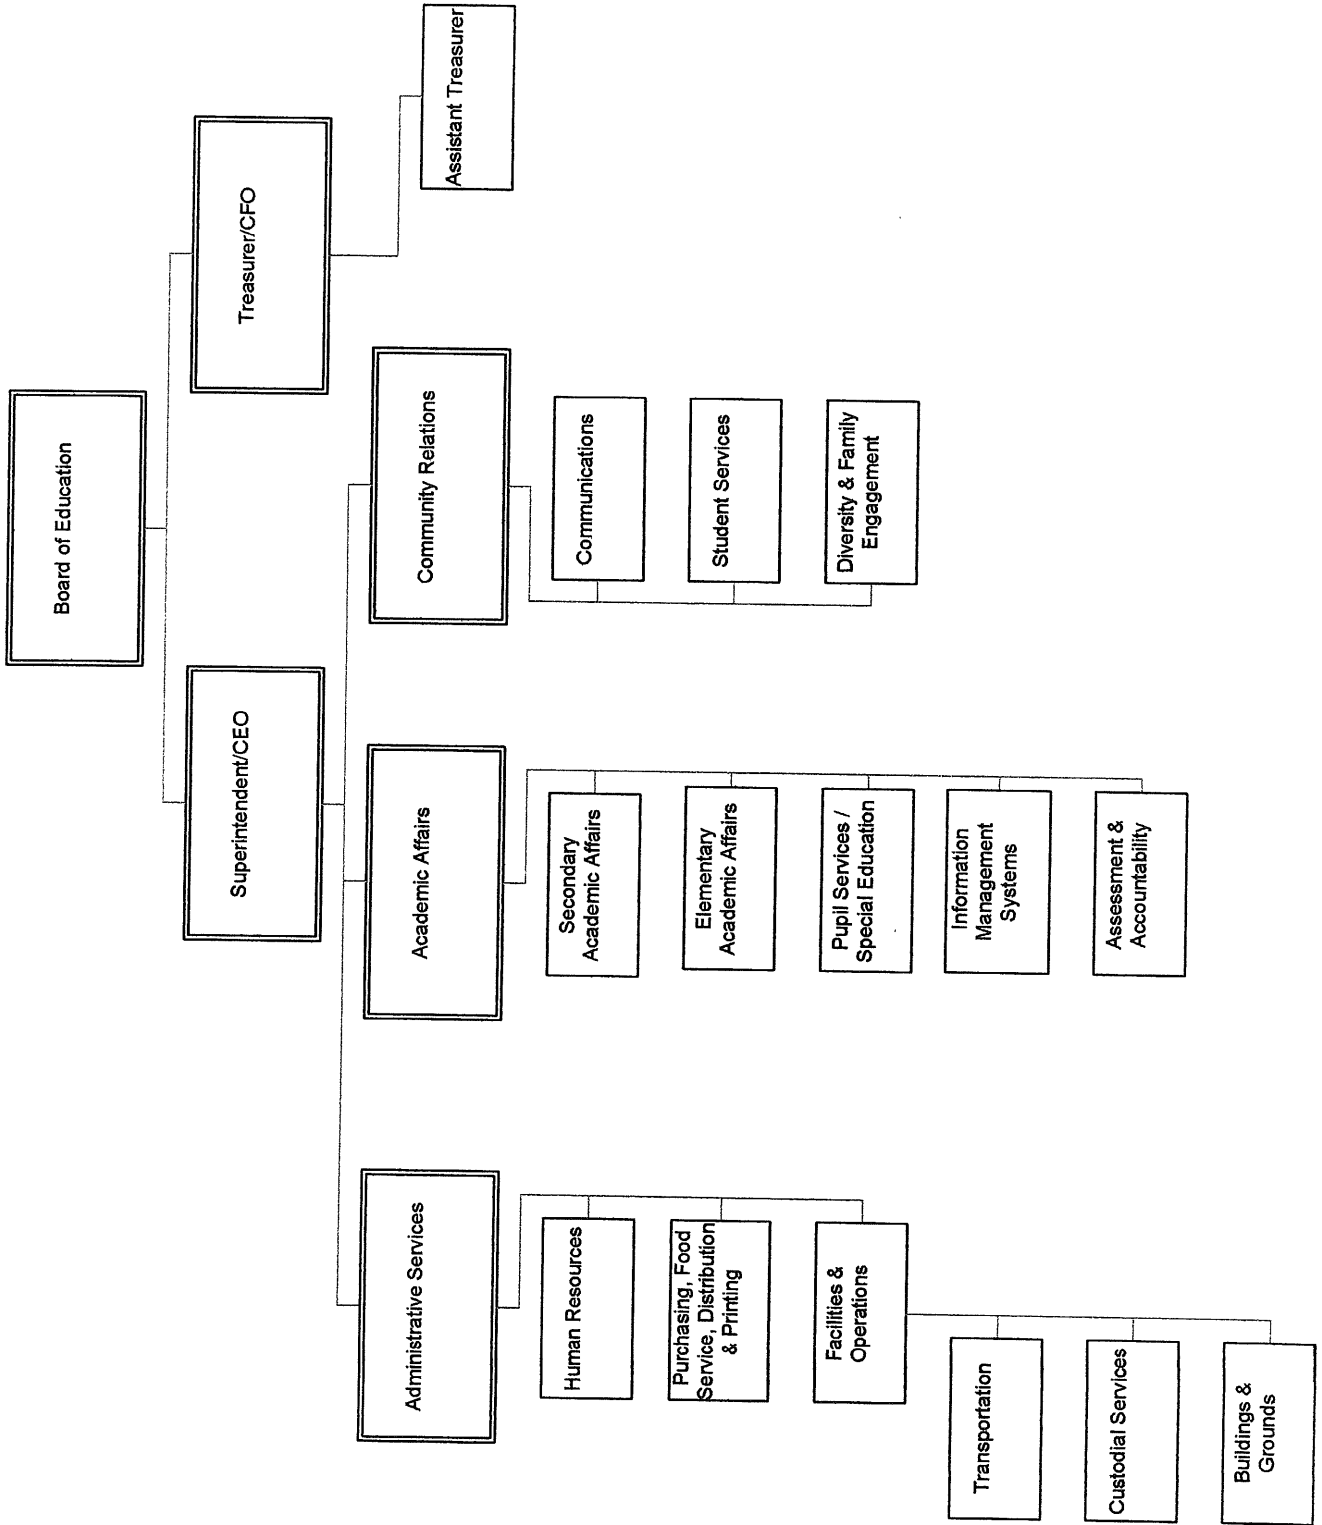 Board of Education
Superintendent/CEO
Treasurer/CFO
Administrative Services
Academic Affairs
Community Relations
Assistant Treasurer
Human Resources
Purchasing, Food
Service, Distribution
& Printing
Facilities &
Operations
Transportation
Custodial Services
Buildings &
Grounds
Secondary
Academic Affairs
Elementary
Academic Affairs
Pupil Services /
Special Education
Information
Management
Systems
Assessment &
Accountability
Communications
Student Services
Diversity & Family
Engagement